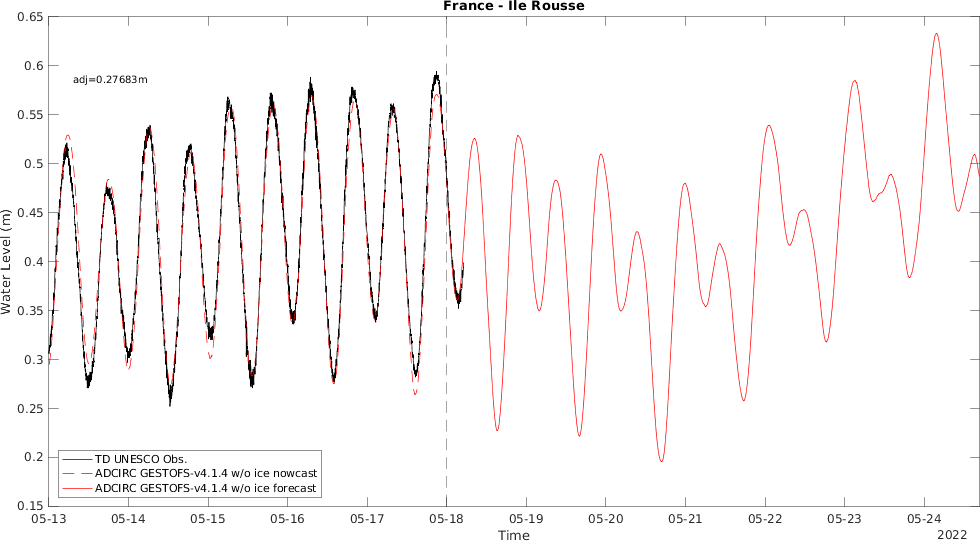 France - Ile Rousse
adj=0.27683m
0.65
0.6
0.55
0.5
0.45
0.4
0.35
0.3
0.25
0.2
0.15
Water Level (m)
TD UNESCO Obs.
ADCIRC GESTOFS-v4.1.4 w/o ice nowcast
ADCIRC GESTOFS-v4.1.4 w/o ice forecast
05-13 05-14 05-15 05-16 05-17 05-18 05-19 05-20 05-21 05-22 05-23 05-24
Time
2022